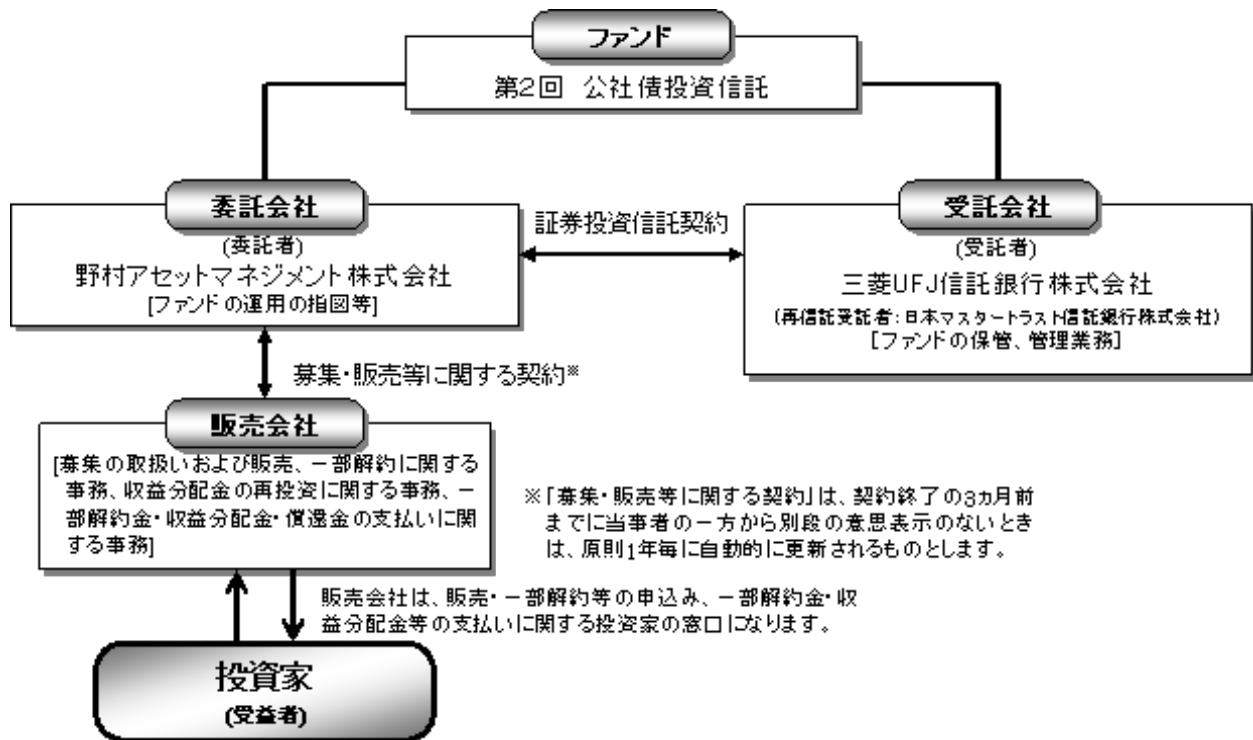 ファンド
第2回 公社債投資信託
委託会社
(委託者)
野村アセットマネジメント株式会社
[ファンドの運用の指図等]
証券投資信託契約
受託会社
(受託者)
三菱UFJ信託銀行株式会社
(再信託受託者:日本マスタートラスト信託銀行株式会社)
[ファンドの保管、管理業務]
募集・販売等に関する契約※
販売会社
[募集の取扱いおよび販売、一部解約に関する
事務、収益分配金の再投資に関する事務、一
部解約金・収益分配金・償還金の支払いに関
する事務]
※「募集・販売等に関する契約」は、契約終了の3ヵ月前
までに当事者の一方から別段の意思表示のないとき
は、原則1年毎に自動的に更新されるものとします。
販売会社は、販売・一部解約等の申込み、一部解約金・収
益分配金等の支払いに関する投資家の窓口になります。
投資家
(受益者)